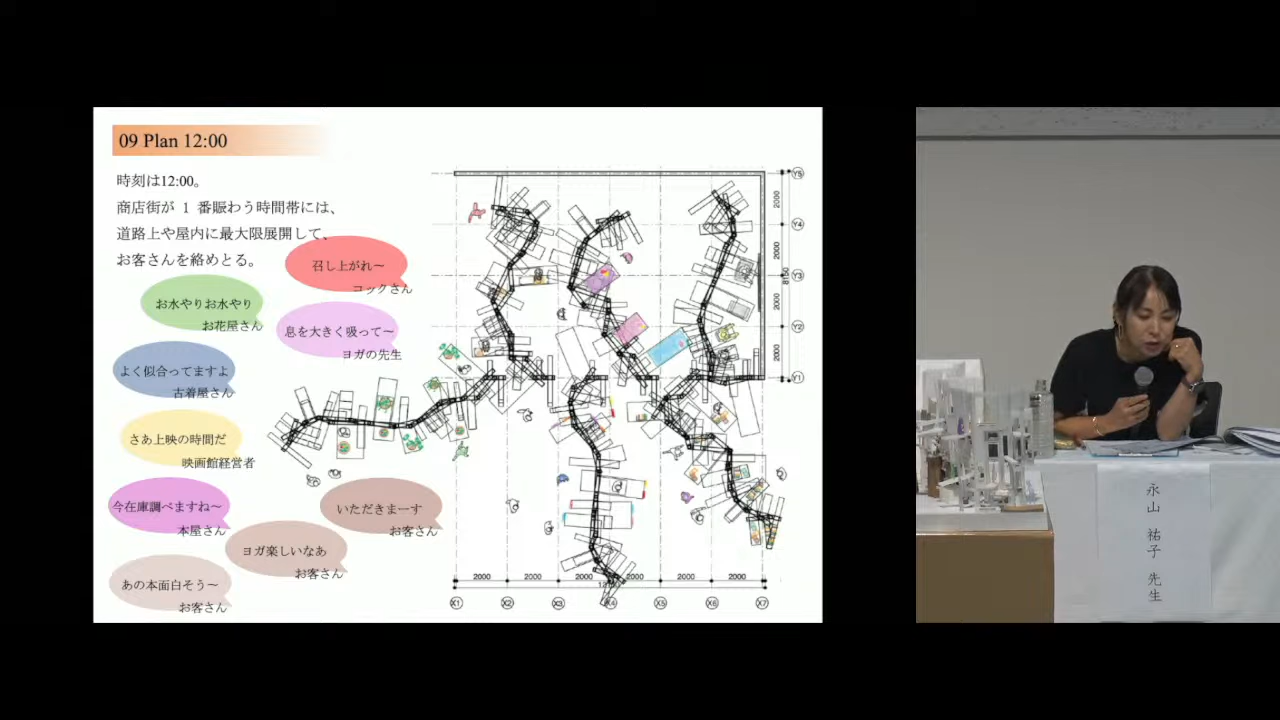 09 Plan 12:00
時刻は12:00。
商店街が 1 番賑わう時間帯には、
道路上や屋内に最大限展開して、
お客さんを絡めとる。
召し上がれ〜
コックさん
お水やりお水やり
お花屋さん
息を大きく吸って〜
ヨガの先生
よく似合ってますよ
古着屋さん
さあ上映の時間だ
映画館経営者
今在庫調べますね〜
本屋さん
いただきまーす
お客さん
ヨガ楽しいなあ
お客さん
あの本面白そう〜
お客さん
Y5
2000
Y4
2000
Y3
2000
Y2
2000
Y1
2000 2000 2000 2000 2000 2000
X1 X2 X3 X4 X5 X6 X7
永山 祐子 先生